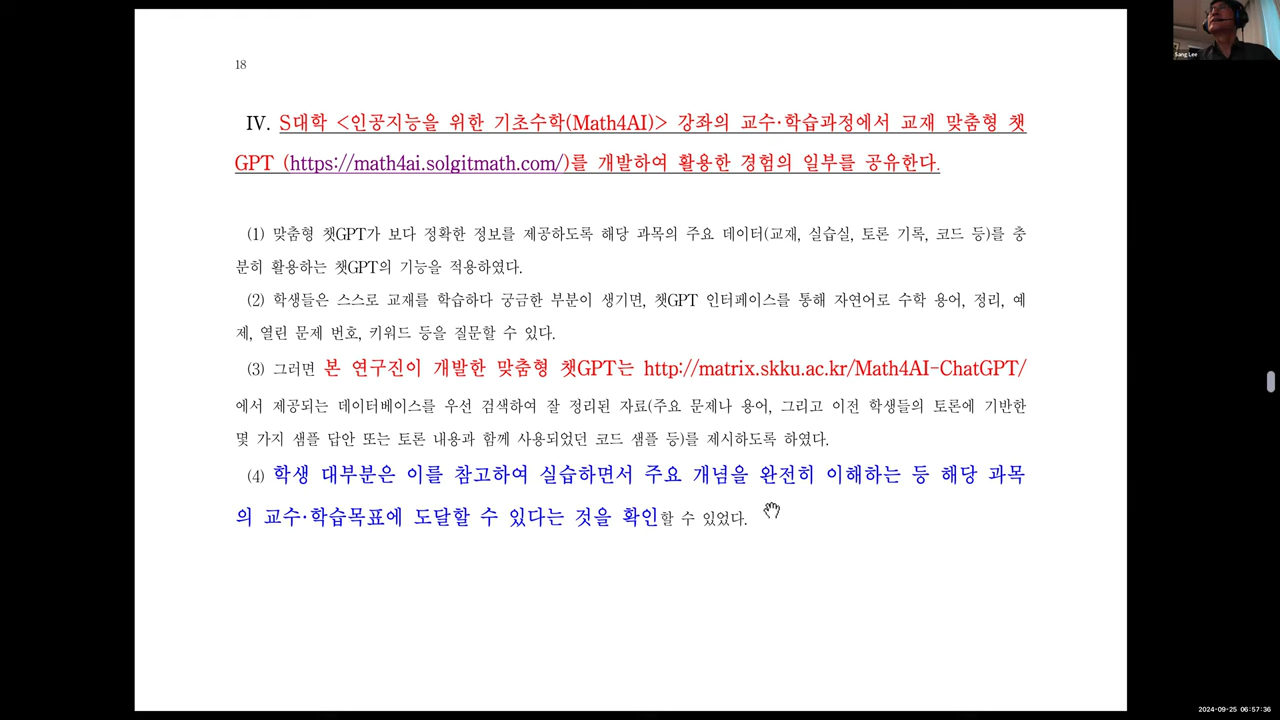 18
IV. S대학 <인공지능을 위한 기초수학(Math4AI)> 강좌의 교수·학습과정에서 교재 맞춤형 챗
GPT (https://math4ai.solgitmath.com/)를 개발하여 활용한 경험의 일부를 공유한다.
(1) 맞춤형 챗GPT가 보다 정확한 정보를 제공하도록 해당 과목의 주요 데이터(교재, 실습실, 토론 기록, 코드 등)를 충
분히 활용하는 챗GPT의 기능을 적용하였다.
(2) 학생들은 스스로 교재를 학습하다 궁금한 부분이 생기면, 챗GPT 인터페이스를 통해 자연어로 수학 용어, 정리, 예
제, 열린 문제 번호, 키워드 등을 질문할 수 있다.
(3) 그러면 본 연구진이 개발한 맞춤형 챗GPT는 http://matrix.skku.ac.kr/Math4AI-ChatGPT/
에서 제공되는 데이터베이스를 우선 검색하여 잘 정리된 자료(주요 문제나 용어, 그리고 이전 학생들의 토론에 기반한
몇 가지 샘플 답안 또는 토론 내용과 함께 사용되었던 코드 샘플 등)를 제시하도록 하였다.
(4) 학생 대부분은 이를 참고하여 실습하면서 주요 개념을 완전히 이해하는 등 해당 과목
의 교수·학습목표에 도달할 수 있다는 것을 확인할 수 있었다.
Sang Lee
2024-09-25 06:57:36